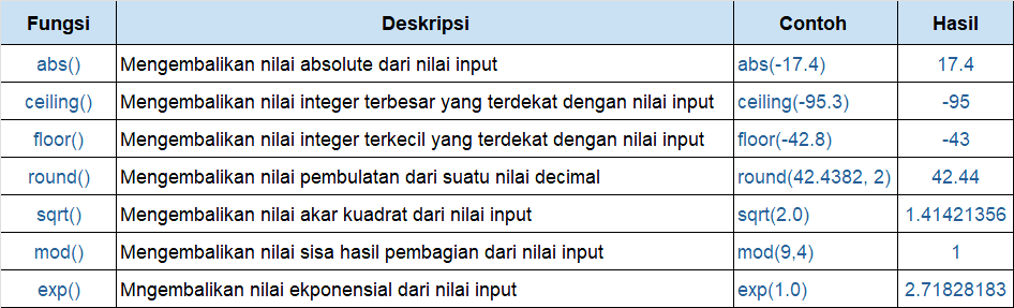 Fungsi Deskripsi Contoh Hasil
abs() Mengembalikan nilai absolute dari nilai input abs(-17.4) 17.4
ceiling() Mengembalikan nilai integer terbesar yang terdekat dengan nilai input ceiling(-95.3) -95
floor() Mengembalikan nilai integer terkecil yang terdekat dengan nilai input floor(-42.8) -43
round() Mengembalikan nilai pembulatan dari suatu nilai decimal round(42.4382, 2) 42.44
sqrt() Mengembalikan nilai akar kuadrat dari nilai input sqrt(2.0) 1.41421356
mod() Mengembalikan nilai sisa hasil pembagian dari nilai input mod(9,4) 1
exp() Mngembalikan nilai ekponensial dari nilai input exp(1.0) 2.71828183